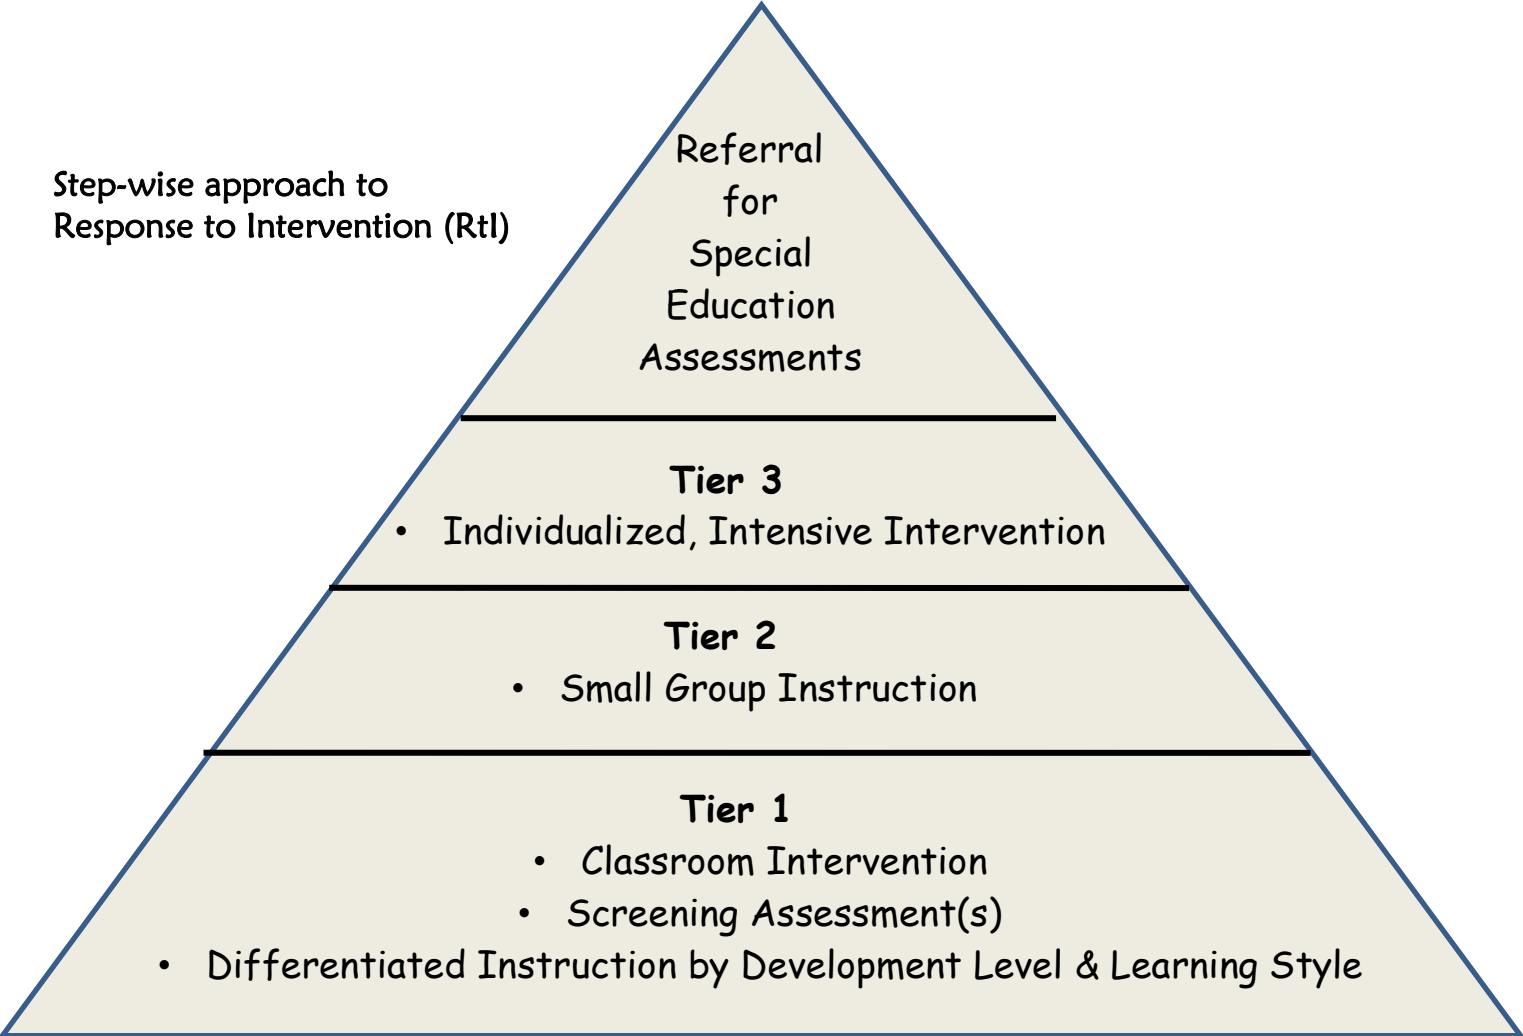 Step-wise approach to
Response to Intervention (RtI)
Referral
for
Special
Education
Assessments
Tier 3
• Individualized, Intensive Intervention
Tier 2
• Small Group Instruction
Tier 1
• Classroom Intervention
• Screening Assessment(s)
• Differentiated Instruction by Development Level & Learning Style